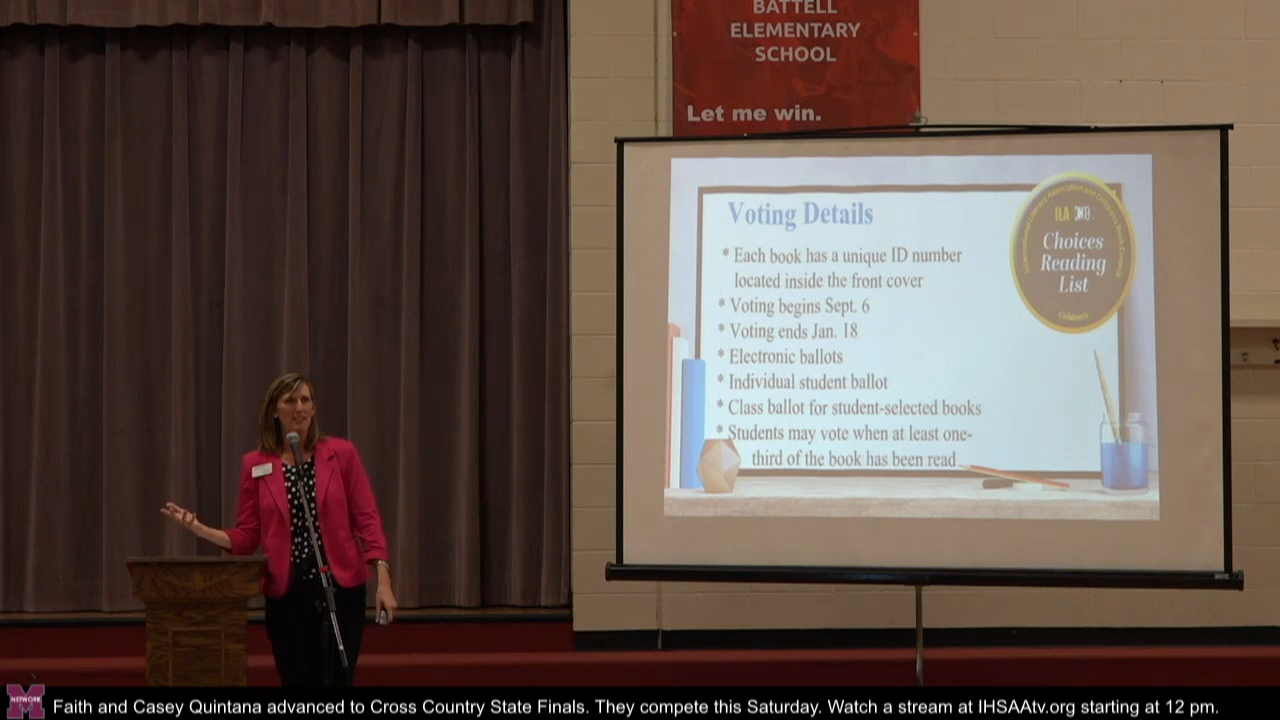 BATTELL
ELEMENTARY
SCHOOL
Let me win.
Voting Details
* Each book has a unique ID number
located inside the front cover
* Voting begins Sept. 6
* Voting ends Jan. 18
* Electronic ballots
* Individual student ballot
* Class ballot for student-selected books
* Students may vote when at least one-
third of the book has been read
ILA
Choices
Reading
List
Children's
M
NETWORK
Faith and Casey Quintana advanced to Cross Country State Finals. They compete this Saturday. Watch a stream at IHSAAtv.org starting at 12 pm.